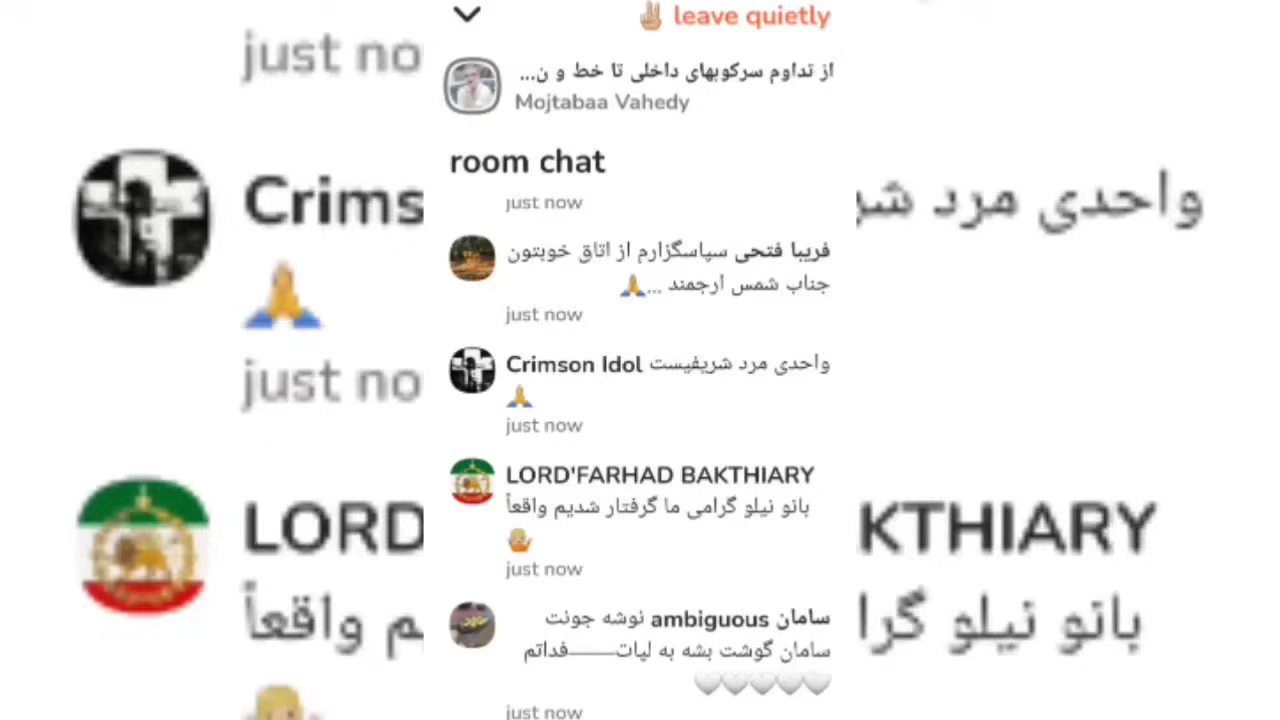 ✌🏼 leave quietly
از تداوم سرکوبهای داخلی تا خط و ن...
Mojtabaa Vahedy
room chat
just now
فریبا فتحی سپاسگزارم از اتاق خوبتون
جناب شمس ارجمند ...🙏
just now
Crimson Idol واحدی مرد شریفیست
🙏
just now
LORD'FARHAD BAKTHIARY
بانو نیلو گرامی ما گرفتار شدیم واقعاً
🤷🏼
just now
سامان ambiguous نوشه جونت
سامان گوشت بشه به لپات‍ــــــــــفداتم
🤍🤍🤍🤍🤍
just now
just no
Crims
واحدی مرد شر
🙏
just no
LORD
KTHIARY
بانو نیلو گرا
م واقعاً